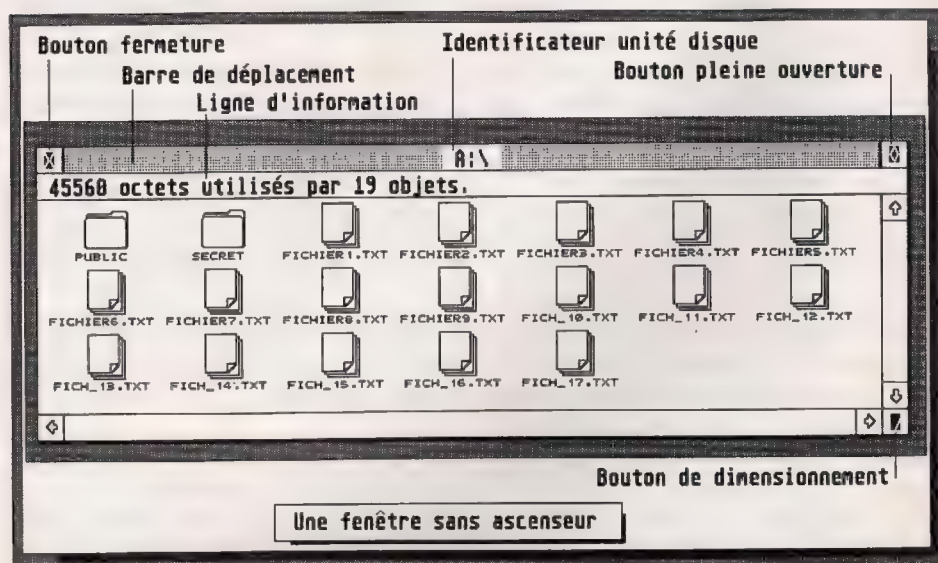 Bouton fermeture
Identificateur unité disque
Barre de déplacement
Bouton pleine ouverture
Ligne d'information
A:\
45568 octets utilisés par 19 objets.
PUBLIC SECRET FICHIER1.TXT FICHIER2.TXT FICHIER3.TXT FICHIER4.TXT FICHIER5.TXT
FICHIER6.TXT FICHIER7.TXT FICHIER8.TXT FICHIER9.TXT FICH_10.TXT FICH_11.TXT FICH_12.TXT
FICH_13.TXT FICH_14.TXT FICH_15.TXT FICH_16.TXT FICH_17.TXT
Bouton de dimensionnement
Une fenêtre sans ascenseur